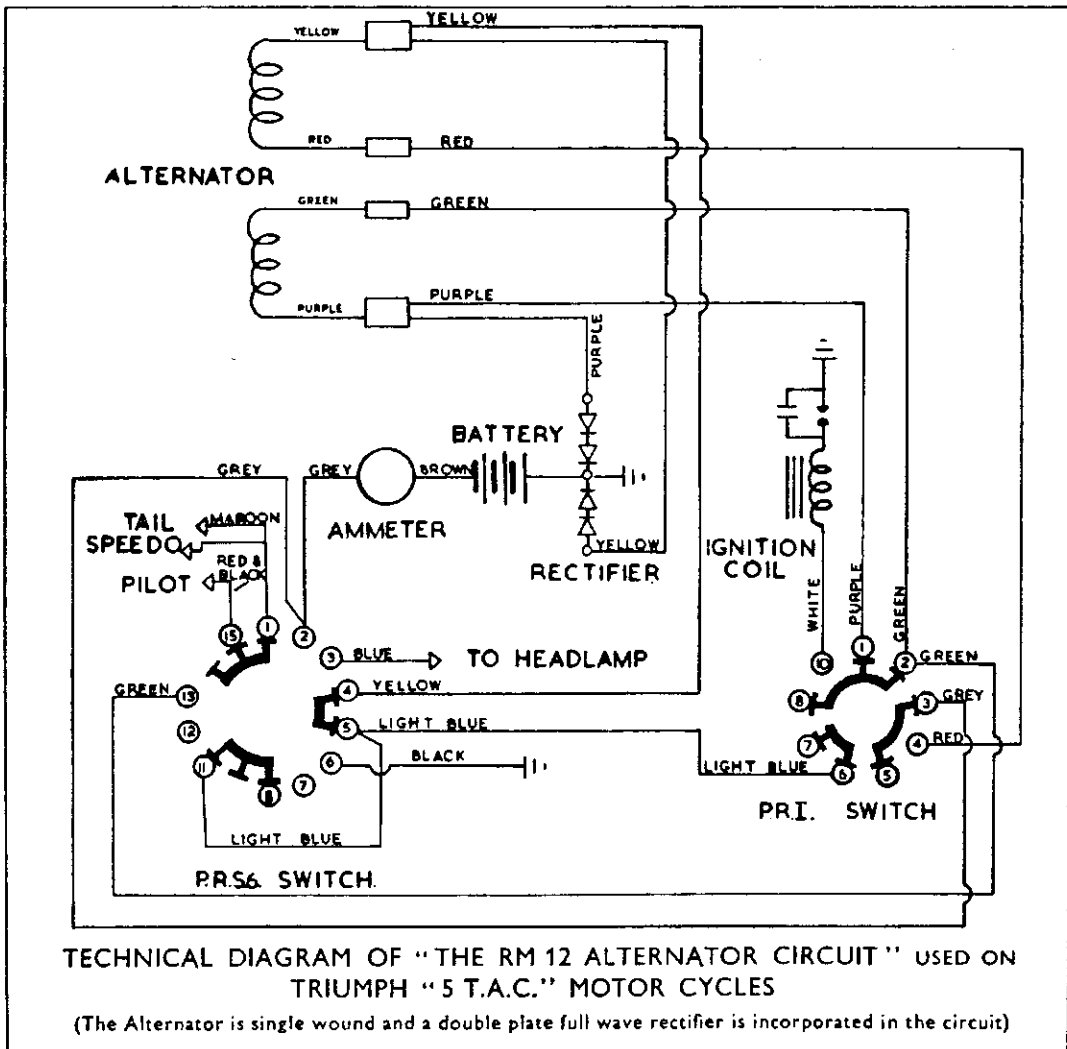 YELLOW
YELLOW
RED
RED
ALTERNATOR
GREEN
GREEN
PURPLE
PURPLE
PURPLE
BATTERY
GREY
GREY
BROWN
AMMETER
YELLOW
RECTIFIER
IGNITION
COIL
TAIL
MAROON
SPEEDO
RED &
BLACK
PILOT
WHITE
PURPLE
GREEN
15
1
2
3
BLUE
TO HEADLAMP
GREEN
13
4
YELLOW
12
5
LIGHT BLUE
11
6
BLACK
8
7
LIGHT BLUE
P.R.S6. SWITCH.
10
1
2
GREEN
8
3
GREY
7
4
RED
LIGHT BLUE
6
5
P.R.I. SWITCH
TECHNICAL DIAGRAM OF "THE RM 12 ALTERNATOR CIRCUIT" USED ON
TRIUMPH "5 T.A.C." MOTOR CYCLES
(The Alternator is single wound and a double plate full wave rectifier is incorporated in the circuit)